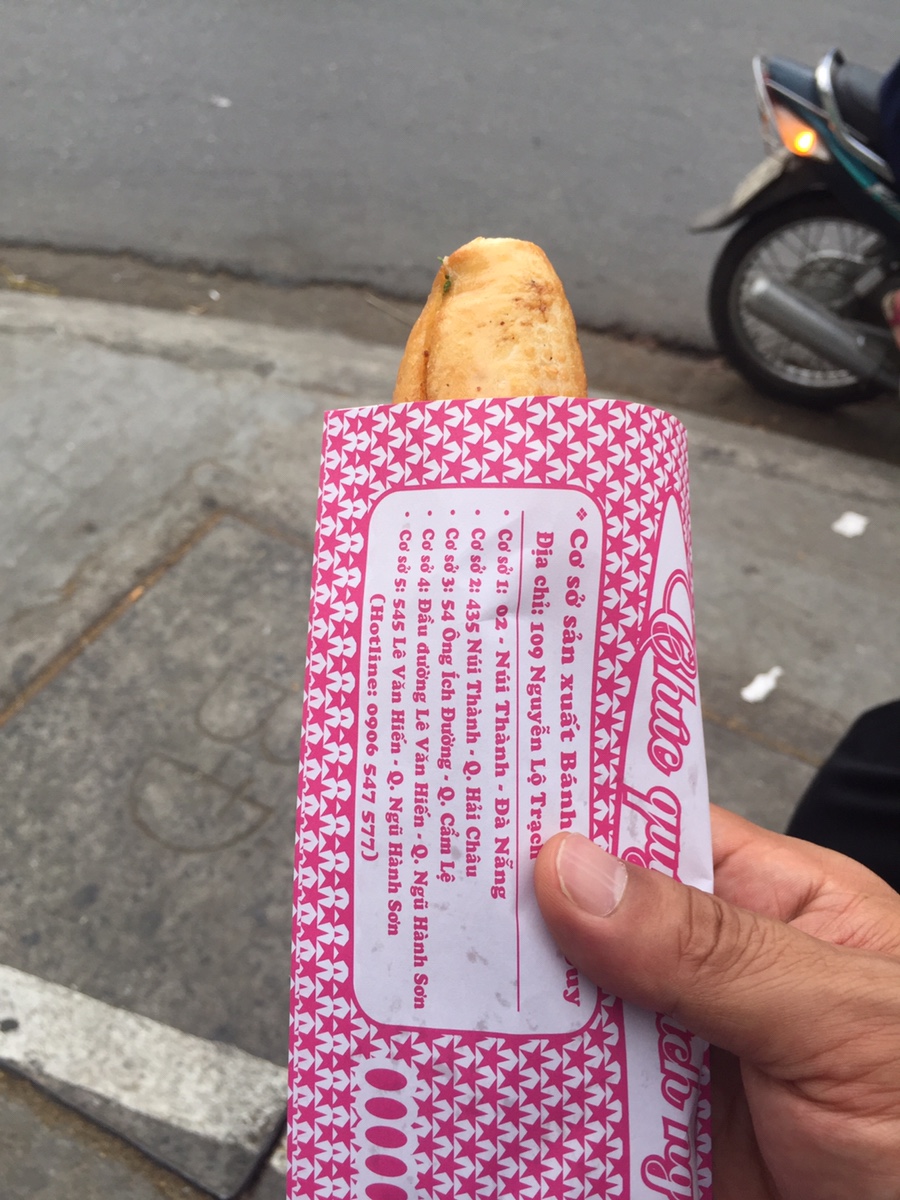 Chúc quý
❖ Cơ sở sản xuất Bánh
Địa chỉ: 109 Nguyễn Lộ Trạch
• Cơ sở 1: 02 - Núi Thành - Đà Nẵng
• Cơ sở 2: 435 Núi Thành - Q. Hải Châu
• Cơ sở 3: 54 Ông Ích Đường - Q. Cẩm Lệ
• Cơ sở 4: Đầu đường Lê Văn Hiến - Q. Ngũ Hành Sơn
• Cơ sở 5: 545 Lê Văn Hiến - Q. Ngũ Hành Sơn
(Hotline: 0906 547 577)